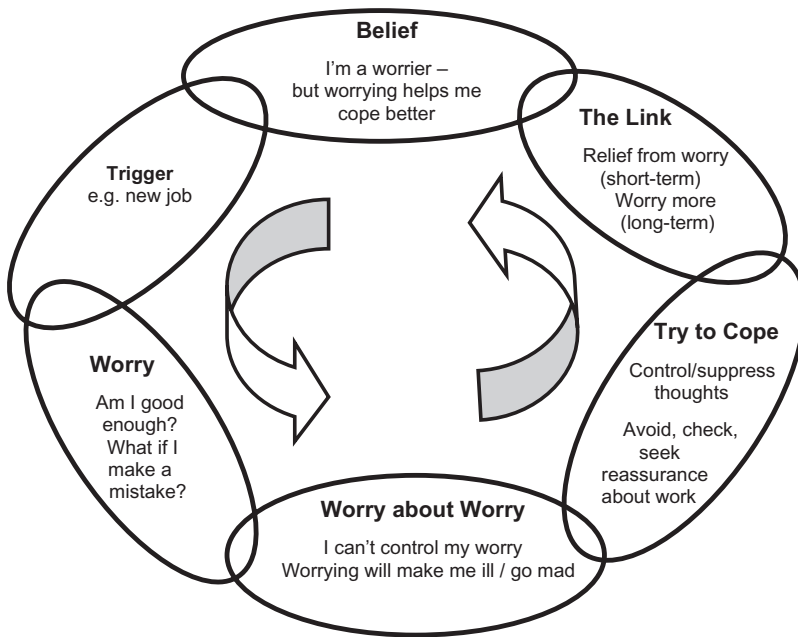 Belief
I'm a worrier –
but worrying helps me
cope better
The Link
Relief from worry
(short-term)
Worry more
(long-term)
Trigger
e.g. new job
Try to Cope
Control/suppress
thoughts
Avoid, check,
seek
reassurance
about work
Worry
Am I good
enough?
What if I
make a
mistake?
Worry about Worry
I can't control my worry
Worrying will make me ill / go mad